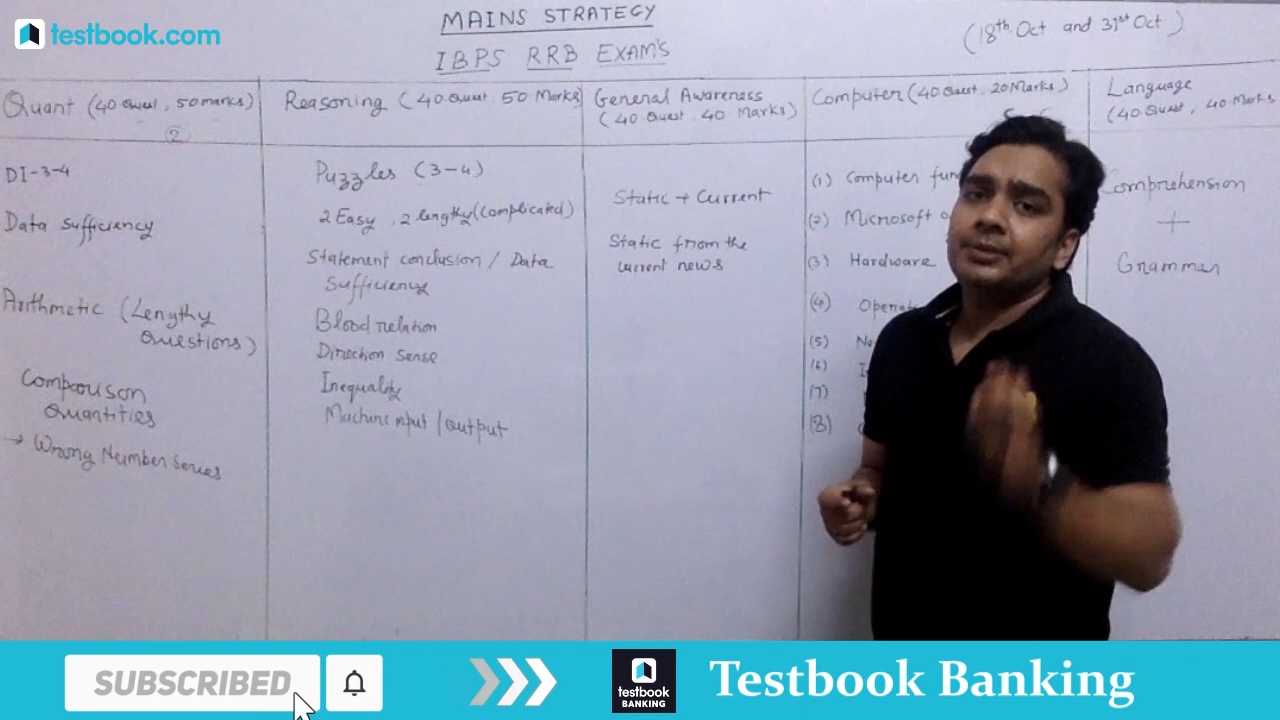 testbook.com
MAINS STRATEGY
IBPS RRB EXAM'S
(18th Oct and 31st Oct)
Quant (40 Quest, 50 marks)
2
DI-3-4
Data Sufficiency
Arithmetic (Lengthy
Questions)
Comparison
Quantities
→ Wrong Number Series
Reasoning (40 Quest. 50 Marks)
Puzzles (3-4)
2 Easy, 2 lengthy (Complicated)
Statement conclusion / Data
Sufficiency
Blood relation
Direction Sense
Inequality
Machine input / Output
General Awareness
(40 Quest. 40 Marks)
Static + Current
Static from the
current news
Computer (40 Quest. 20 Marks)
(1) Computer
(2) Microsoft
(3) Hardware
(4)
(5)
(6)
(7)
(8)
Language
(40 Quest, 40 Marks
Comprehension
+
Grammar
SUBSCRIBED
testbook
BANKING
Testbook Banking